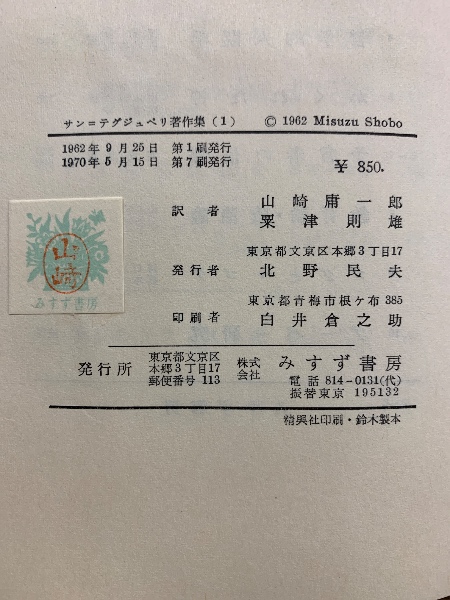 サン=テグジュペリ著作集(1) © 1962 Misuzu Shobo
1962年9月25日 第1刷発行
1970年5月15日 第7刷発行
¥ 850.
訳者 山崎庸一郎
粟津則雄
東京都文京区本郷3丁目17
発行者 北野民夫
東京都青梅市根ヶ布385
印刷者 白井倉之助
発行所 東京都文京区本郷3丁目17郵便番号113 株式会社 みすず書房
電話 814-0131(代)
振替東京 195132
精興社印刷・鈴木製本
山崎
みすず書房